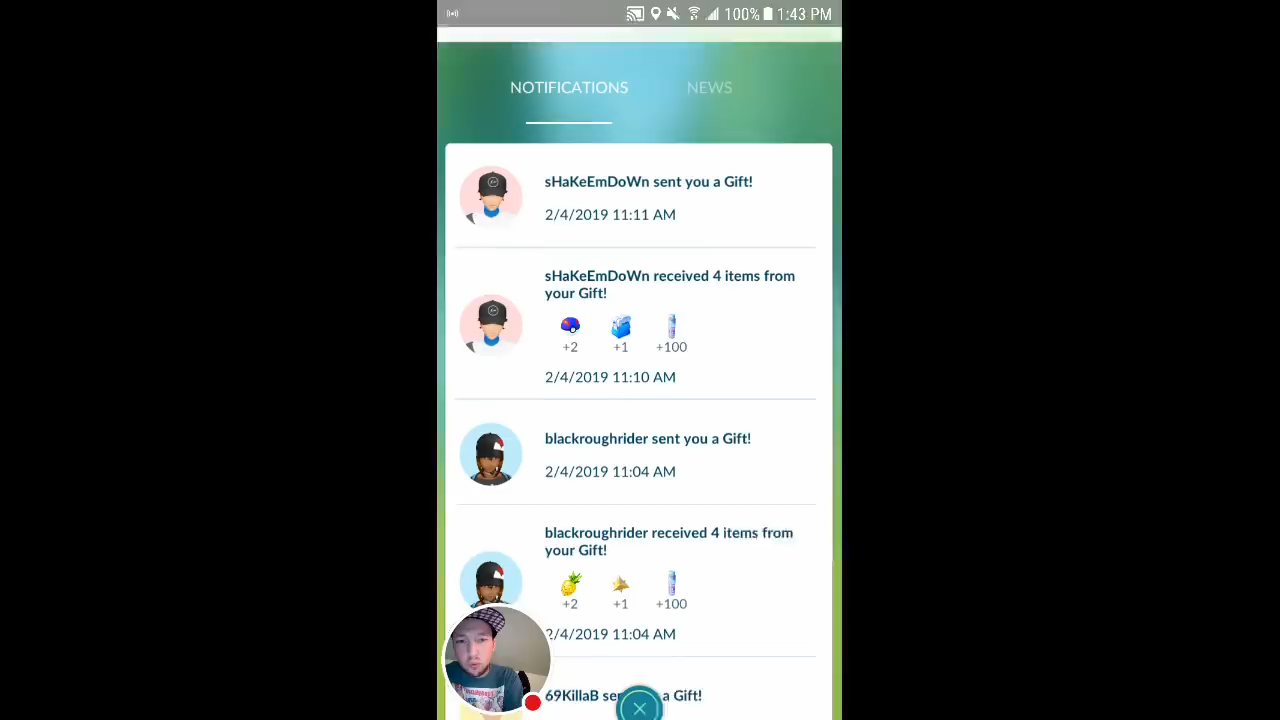 100% 1:43 PM
NOTIFICATIONS NEWS
sHaKeEmDoWn sent you a Gift!
2/4/2019 11:11 AM
sHaKeEmDoWn received 4 items from
your Gift!
+2 +1 +100
2/4/2019 11:10 AM
blackroughrider sent you a Gift!
2/4/2019 11:04 AM
blackroughrider received 4 items from
your Gift!
+2 +1 +100
2/4/2019 11:04 AM
69KillaB a Gift!